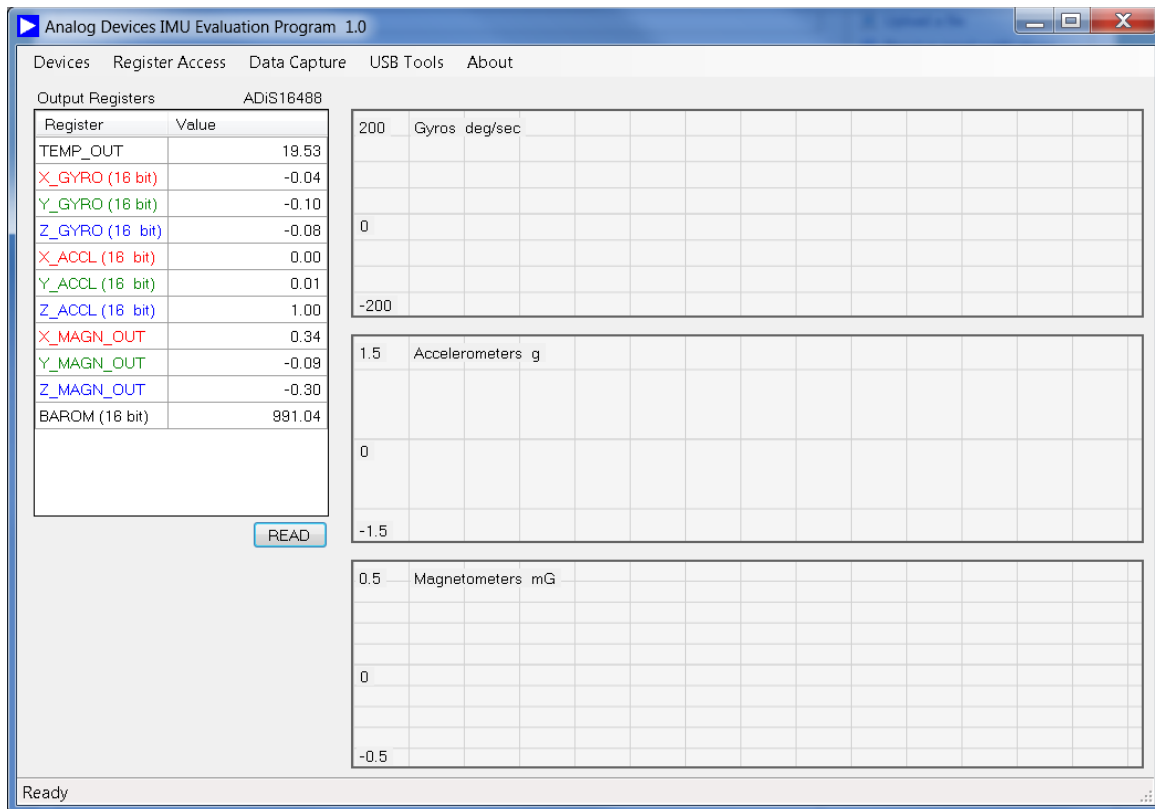 Analog Devices IMU Evaluation Program 1.0
Devices Register Access Data Capture USB Tools About
Output Registers ADiS16488
Register Value
TEMP_OUT 19.53
X_GYRO (16 bit) -0.04
Y_GYRO (16 bit) -0.10
Z_GYRO (16 bit) -0.08
X_ACCL (16 bit) 0.00
Y_ACCL (16 bit) 0.01
Z_ACCL (16 bit) 1.00
X_MAGN_OUT 0.34
Y_MAGN_OUT -0.09
Z_MAGN_OUT -0.30
BAROM (16 bit) 991.04
READ
200 Gyros deg/sec
0
-200
1.5 Accelerometers g
0
-1.5
0.5 Magnetometers mG
0
-0.5
Ready